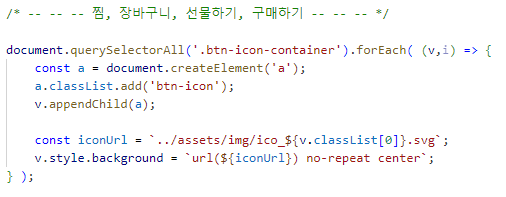 /* -- -- -- 찜, 장바구니, 선물하기, 구매하기 -- -- -- */
document.querySelectorAll('.btn-icon-container').forEach( (v,i) => {
    const a = document.createElement('a');
    a.classList.add('btn-icon');
    v.appendChild(a);
    const iconUrl = `../assets/img/ico_${v.classList[0]}.svg`;
    v.style.background = `url(${iconUrl}) no-repeat center`;
} );